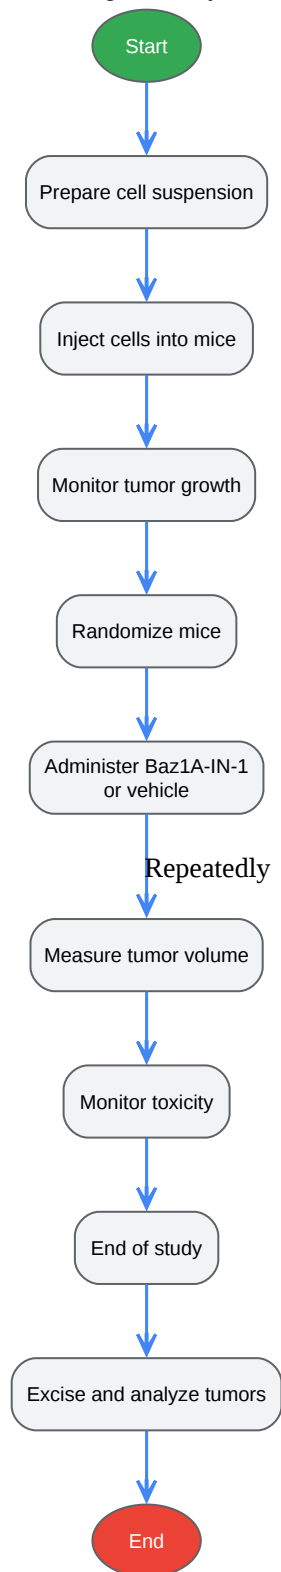 Start
Prepare cell suspension
Inject cells into mice
Monitor tumor growth
Randomize mice
Administer Baz1A-IN-1
or vehicle
Repeatedly
Measure tumor volume
Monitor toxicity
End of study
Excise and analyze tumors
End